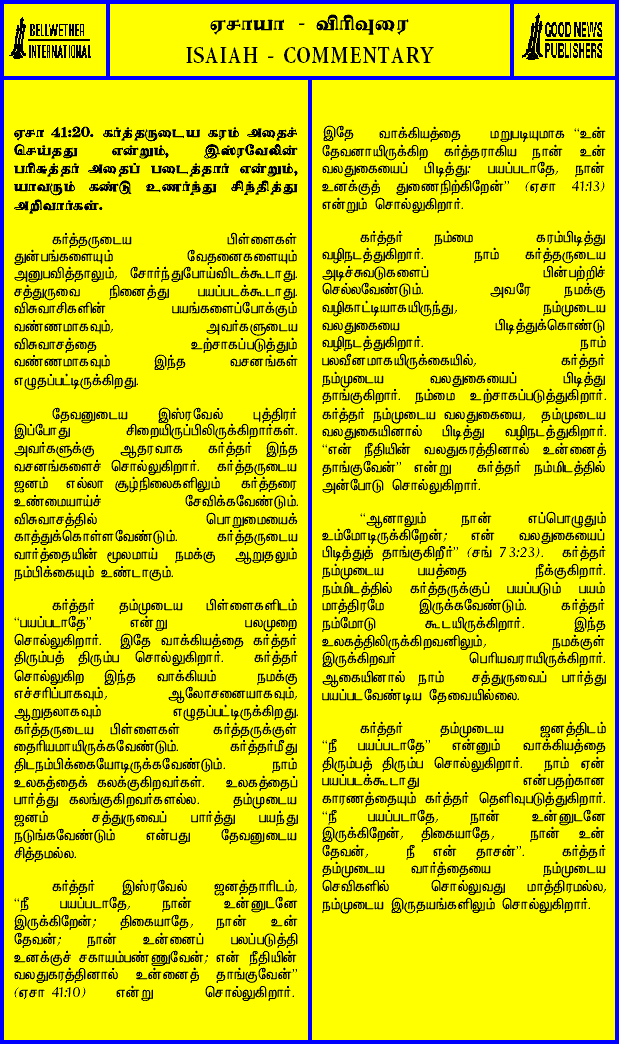 BELLWETHER
INTERNATIONAL
ஏசாயா - விரிவுரை
ISAIAH - COMMENTARY
GOOD NEWS
PUBLISHERS
ஏசா 41:20. கர்த்தருடைய கரம் அதைச்
செய்தது என்றும், இஸ்ரவேலின்
பரிசுத்தர் அதைப் படைத்தார் என்றும்,
யாவரும் கண்டு உணர்ந்து சிந்தித்து
அறிவார்கள்.
கர்த்தருடைய பிள்ளைகள்
துன்பங்களையும் வேதனைகளையும்
அனுபவித்தாலும், சோர்ந்துபோய்விடக்கூடாது.
சத்துருவை நினைத்து பயப்படக்கூடாது.
விசுவாசிகளின் பயங்களைப்போக்கும்
வண்ணமாகவும், அவர்களுடைய
விசுவாசத்தை உற்சாகப்படுத்தும்
வண்ணமாகவும் இந்த வசனங்கள்
எழுதப்பட்டிருக்கிறது.
தேவனுடைய இஸ்ரவேல் புத்திரர்
இப்போது சிறையிருப்பிலிருக்கிறார்கள்.
அவர்களுக்கு ஆதரவாக கர்த்தர் இந்த
வசனங்களைச் சொல்லுகிறார். கர்த்தருடைய
ஜனம் எல்லா சூழ்நிலைகளிலும் கர்த்தரை
உண்மையாய்ச் சேவிக்கவேண்டும்.
விசுவாசத்தில் பொறுமையைக்
காத்துக்கொள்ளவேண்டும். கர்த்தருடைய
வார்த்தையின் மூலமாய் நமக்கு ஆறுதலும்
நம்பிக்கையும் உண்டாகும்.
கர்த்தர் தம்முடைய பிள்ளைகளிடம்
“பயப்படாதே” என்று பலமுறை
சொல்லுகிறார். இதே வாக்கியத்தை கர்த்தர்
திரும்பத் திரும்ப சொல்லுகிறார். கர்த்தர்
சொல்லுகிற இந்த வாக்கியம் நமக்கு
எச்சரிப்பாகவும், ஆலோசனையாகவும்,
ஆறுதலாகவும் எழுதப்பட்டிருக்கிறது.
கர்த்தருடைய பிள்ளைகள் கர்த்தருக்குள்
தைரியமாயிருக்கவேண்டும். கர்த்தர்மீது
திடநம்பிக்கையோடிருக்கவேண்டும். நாம்
உலகத்தைக் கலக்குகிறவர்கள். உலகத்தைப்
பார்த்து கலங்குகிறவர்களல்ல. தம்முடைய
ஜனம் சத்துருவைப் பார்த்து பயந்து
நடுங்கவேண்டும் என்பது தேவனுடைய
சித்தமல்ல.
கர்த்தர் இஸ்ரவேல் ஜனத்தாரிடம்,
“நீ பயப்படாதே, நான் உன்னுடனே
இருக்கிறேன்; திகையாதே, நான் உன்
தேவன்; நான் உன்னைப் பலப்படுத்தி
உனக்குச் சகாயம்பண்ணுவேன்; என் நீதியின்
வலதுகரத்தினால் உன்னைத் தாங்குவேன்”
(ஏசா 41:10) என்று சொல்லுகிறார்.
இதே வாக்கியத்தை மறுபடியுமாக “உன்
தேவனாயிருக்கிற கர்த்தராகிய நான் உன்
வலதுகையைப் பிடித்து: பயப்படாதே, நான்
உனக்குத் துணைநிற்கிறேன்” (ஏசா 41:13)
என்றும் சொல்லுகிறார்.
கர்த்தர் நம்மை கரம்பிடித்து
வழிநடத்துகிறார். நாம் கர்த்தருடைய
அடிச்சுவடுகளைப் பின்பற்றிச்
செல்லவேண்டும். அவரே நமக்கு
வழிகாட்டியாகயிருந்து, நம்முடைய
வலதுகையை பிடித்துக்கொண்டு
வழிநடத்துகிறார். நாம்
பலவீனமாகயிருக்கையில், கர்த்தர்
நம்முடைய வலதுகையைப் பிடித்து
தாங்குகிறார். நம்மை உற்சாகப்படுத்துகிறார்.
கர்த்தர் நம்முடைய வலதுகையை, தம்முடைய
வலதுகையினால் பிடித்து வழிநடத்துகிறார்.
“என் நீதியின் வலதுகரத்தினால் உன்னைத்
தாங்குவேன்” என்று கர்த்தர் நம்மிடத்தில்
அன்போடு சொல்லுகிறார்.
“ஆனாலும் நான் எப்பொழுதும்
உம்மோடிருக்கிறேன்; என் வலதுகையைப்
பிடித்துத் தாங்குகிறீர்” (சங் 73:23). கர்த்தர்
நம்முடைய பயத்தை நீக்குகிறார்.
நம்மிடத்தில் கர்த்தருக்குப் பயப்படும் பயம்
மாத்திரமே இருக்கவேண்டும். கர்த்தர்
நம்மோடு கூடயிருக்கிறார். இந்த
உலகத்திலிருக்கிறவனிலும், நமக்குள்
இருக்கிறவர் பெரியவராயிருக்கிறார்.
ஆகையினால் நாம் சத்துருவைப் பார்த்து
பயப்படவேண்டிய தேவையில்லை.
கர்த்தர் தம்முடைய ஜனத்திடம்
“நீ பயப்படாதே” என்னும் வாக்கியத்தை
திரும்பத் திரும்ப சொல்லுகிறார். நாம் ஏன்
பயப்படக்கூடாது என்பதற்கான
காரணத்தையும் கர்த்தர் தெளிவுபடுத்துகிறார்.
“நீ பயப்படாதே, நான் உன்னுடனே
இருக்கிறேன், திகையாதே, நான் உன்
தேவன், நீ என் தாசன்”. கர்த்தர்
தம்முடைய வார்த்தையை நம்முடைய
செவிகளில் சொல்லுவது மாத்திரமல்ல,
நம்முடைய இருதயங்களிலும் சொல்லுகிறார்.